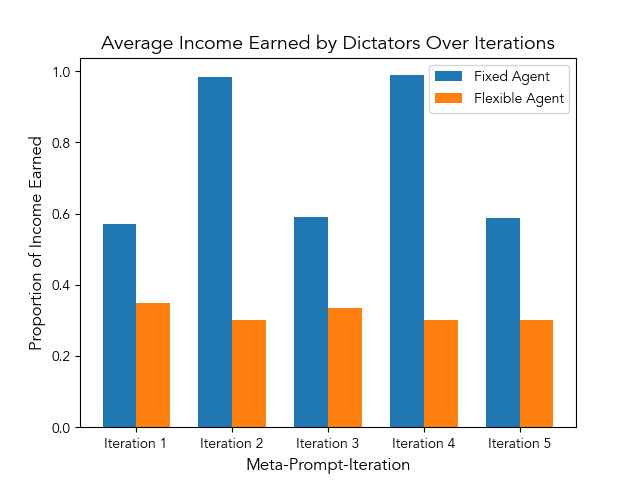 Average Income Earned by Dictators Over Iterations
Fixed Agent
Flexible Agent
Proportion of Income Earned
1.0
0.8
0.6
0.4
0.2
0.0
Iteration 1
Iteration 2
Iteration 3
Iteration 4
Iteration 5
Meta-Prompt-Iteration